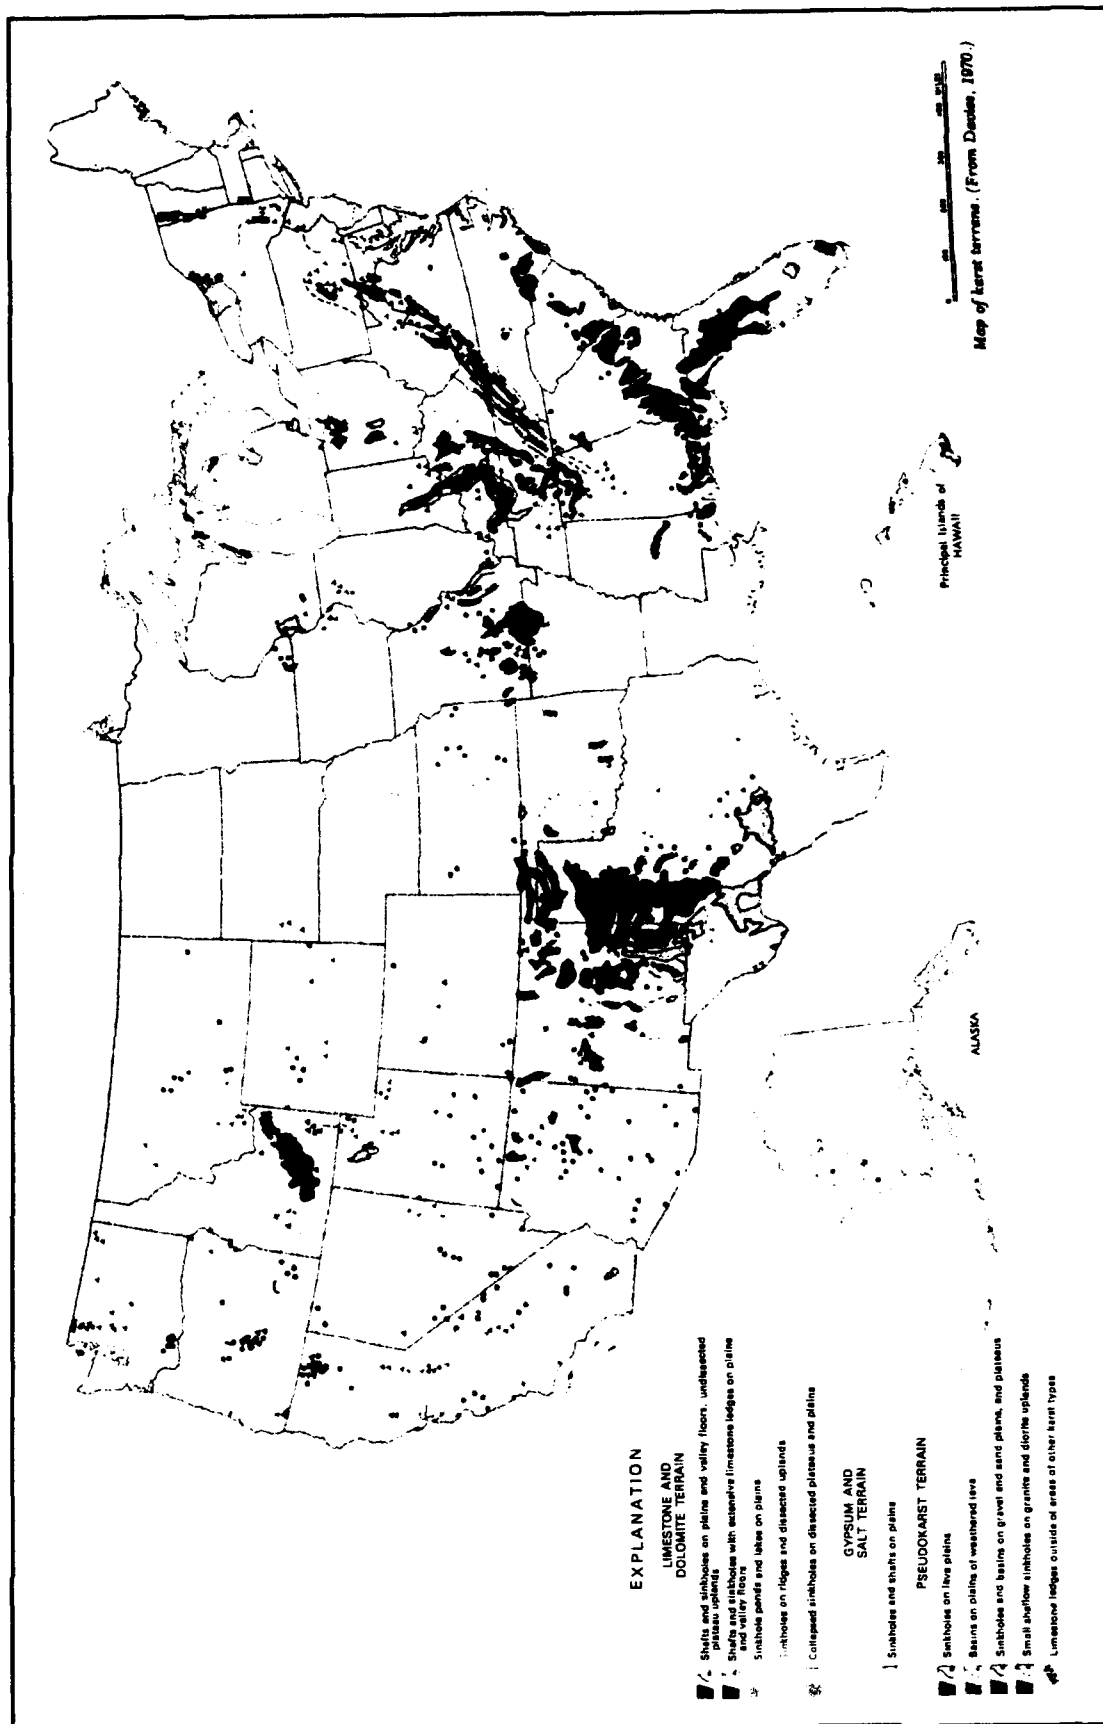 EXPLANATION
LIMESTONE AND
DOLOMITE TERRAIN
Shafts and sinkholes on plains and valley floors, undissected
plateau uplands
Shafts and sinkholes with extensive limestone ledges on plains
and valley floors
Sinkhole ponds and lakes on plains
Sinkholes on ridges and dissected uplands
Collapsed sinkholes on dissected plateaus and plains
GYPSUM AND
SALT TERRAIN
Sinkholes and shafts on plains
PSEUDOKARST TERRAIN
Sinkholes on lava plains
Basins on plains of weathered lava
Sinkholes and basins on gravel and sand plains, and plateaus
Small shallow sinkholes on granite and diorite uplands
Limestone ledges outside of areas of other karst types
ALASKA
Principal Islands of
HAWAII
0
Map of karst terrane. (From Davies, 1970.)